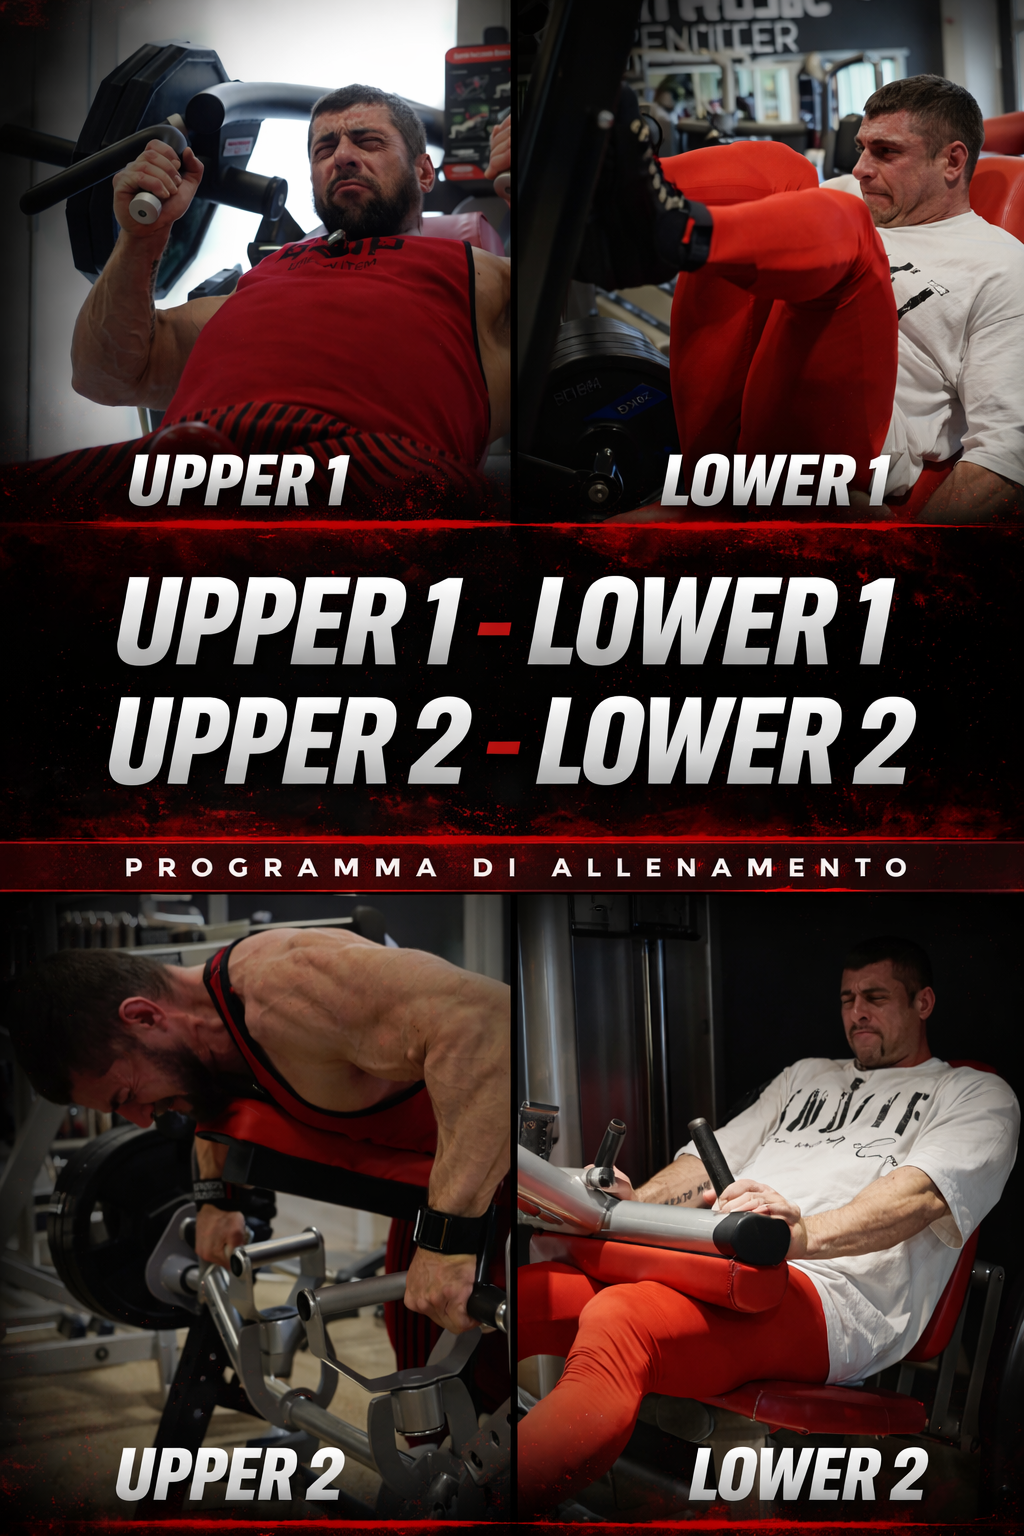 20KG
UPPER 1
LOWER 1
UPPER 1 - LOWER 1
UPPER 2 - LOWER 2
PROGRAMMA DI ALLENAMENTO
UPPER 2
LOWER 2